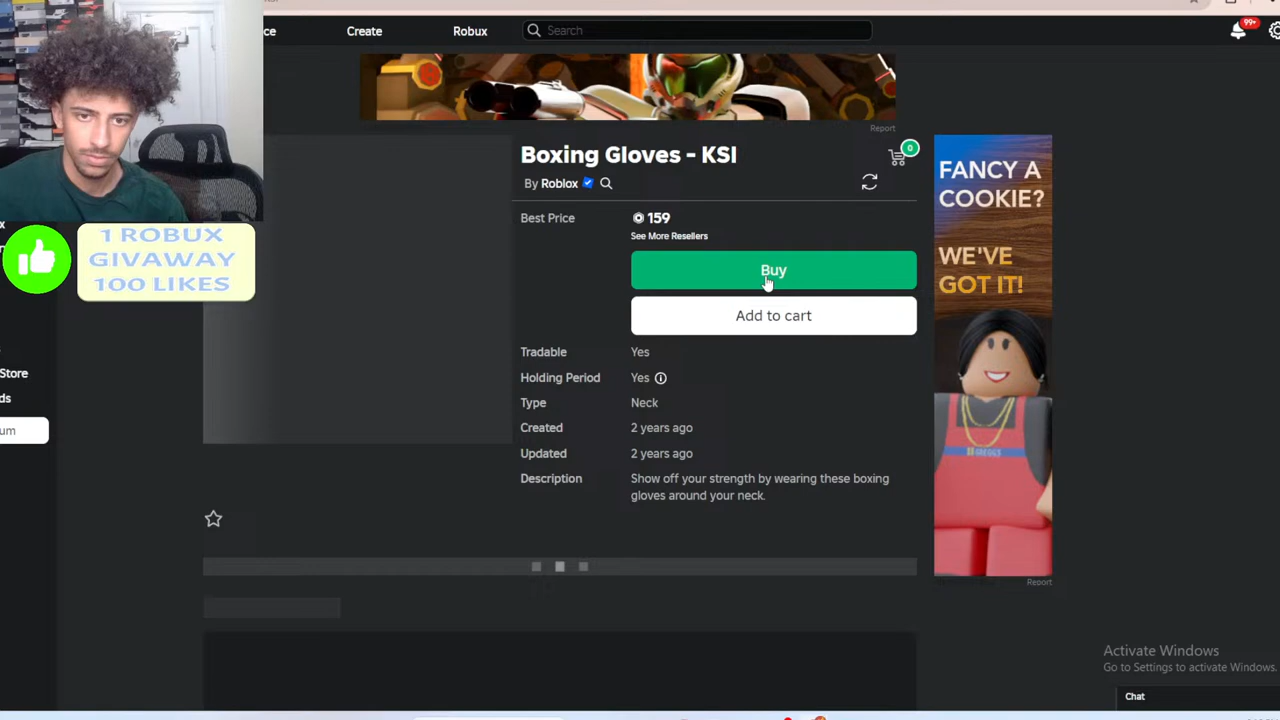 ce
Create
Robux
Search
99+
Report
Boxing Gloves - KSI
0
By Roblox
Best Price
159
See More Resellers
Buy
Add to cart
Tradable
Yes
Holding Period
Yes
Type
Neck
Created
2 years ago
Updated
2 years ago
Description
Show off your strength by wearing these boxing
gloves around your neck.
1 ROBUX
GIVAWAY
100 LIKES
Store
ds
um
FANCY A
COOKIE?
WE'VE
GOT IT!
GREGGS
Report
Activate Windows
Go to Settings to activate Windows.
Chat